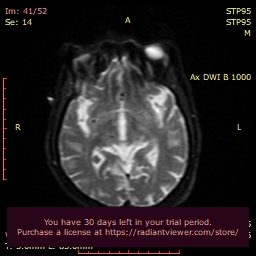 Im: 41/52
Se: 14
A
STP95
STP95
M
Ax DWI B 1000
R
L
You have 30 days left in your trial period.
Purchase a license at https://radiantviewer.com/store/